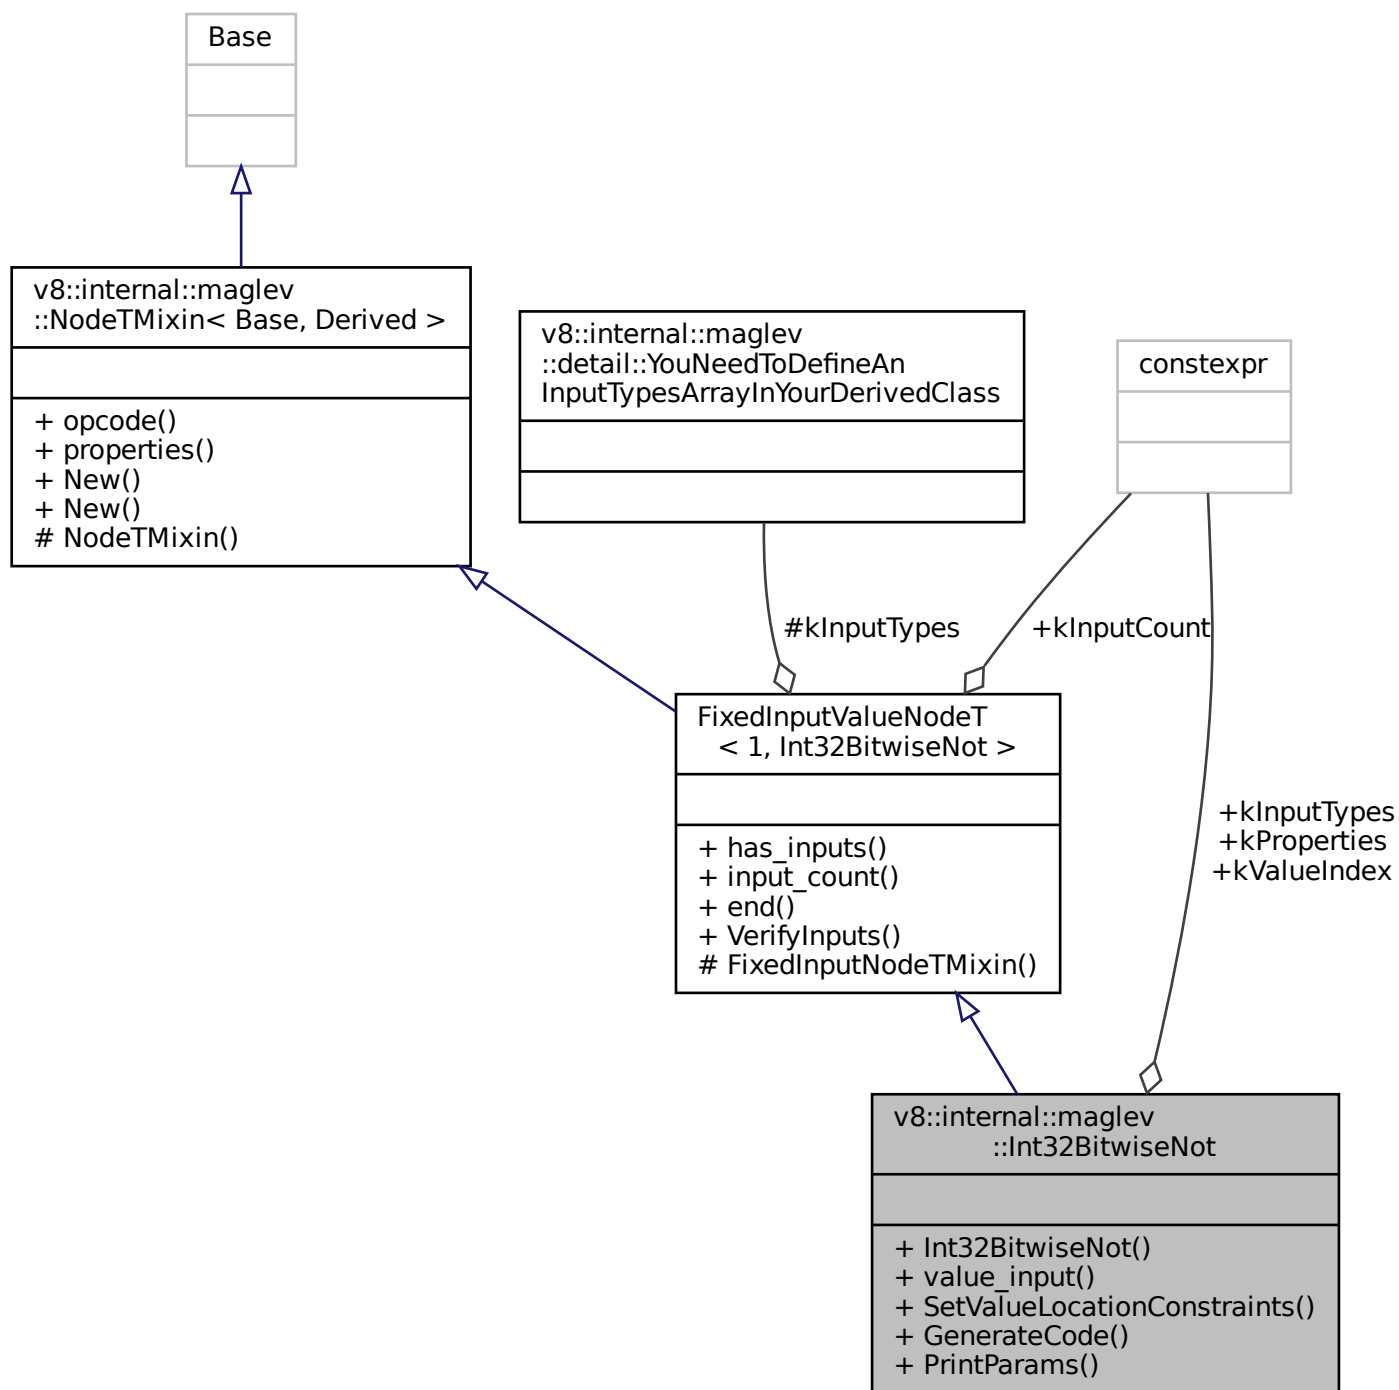 Base
v8::internal::maglev
::NodeTMixin< Base, Derived >
+ opcode()
+ properties()
+ New()
+ New()
# NodeTMixin()
v8::internal::maglev
::detail::YouNeedToDefineAn
InputTypesArrayInYourDerivedClass
constexpr
#kInputTypes
+kInputCount
FixedInputValueNodeT
< 1, Int32BitwiseNot >
+ has_inputs()
+ input_count()
+ end()
+ VerifyInputs()
# FixedInputNodeTMixin()
+kInputTypes
+kProperties
+kValueIndex
v8::internal::maglev
::Int32BitwiseNot
+ Int32BitwiseNot()
+ value_input()
+ SetValueLocationConstraints()
+ GenerateCode()
+ PrintParams()